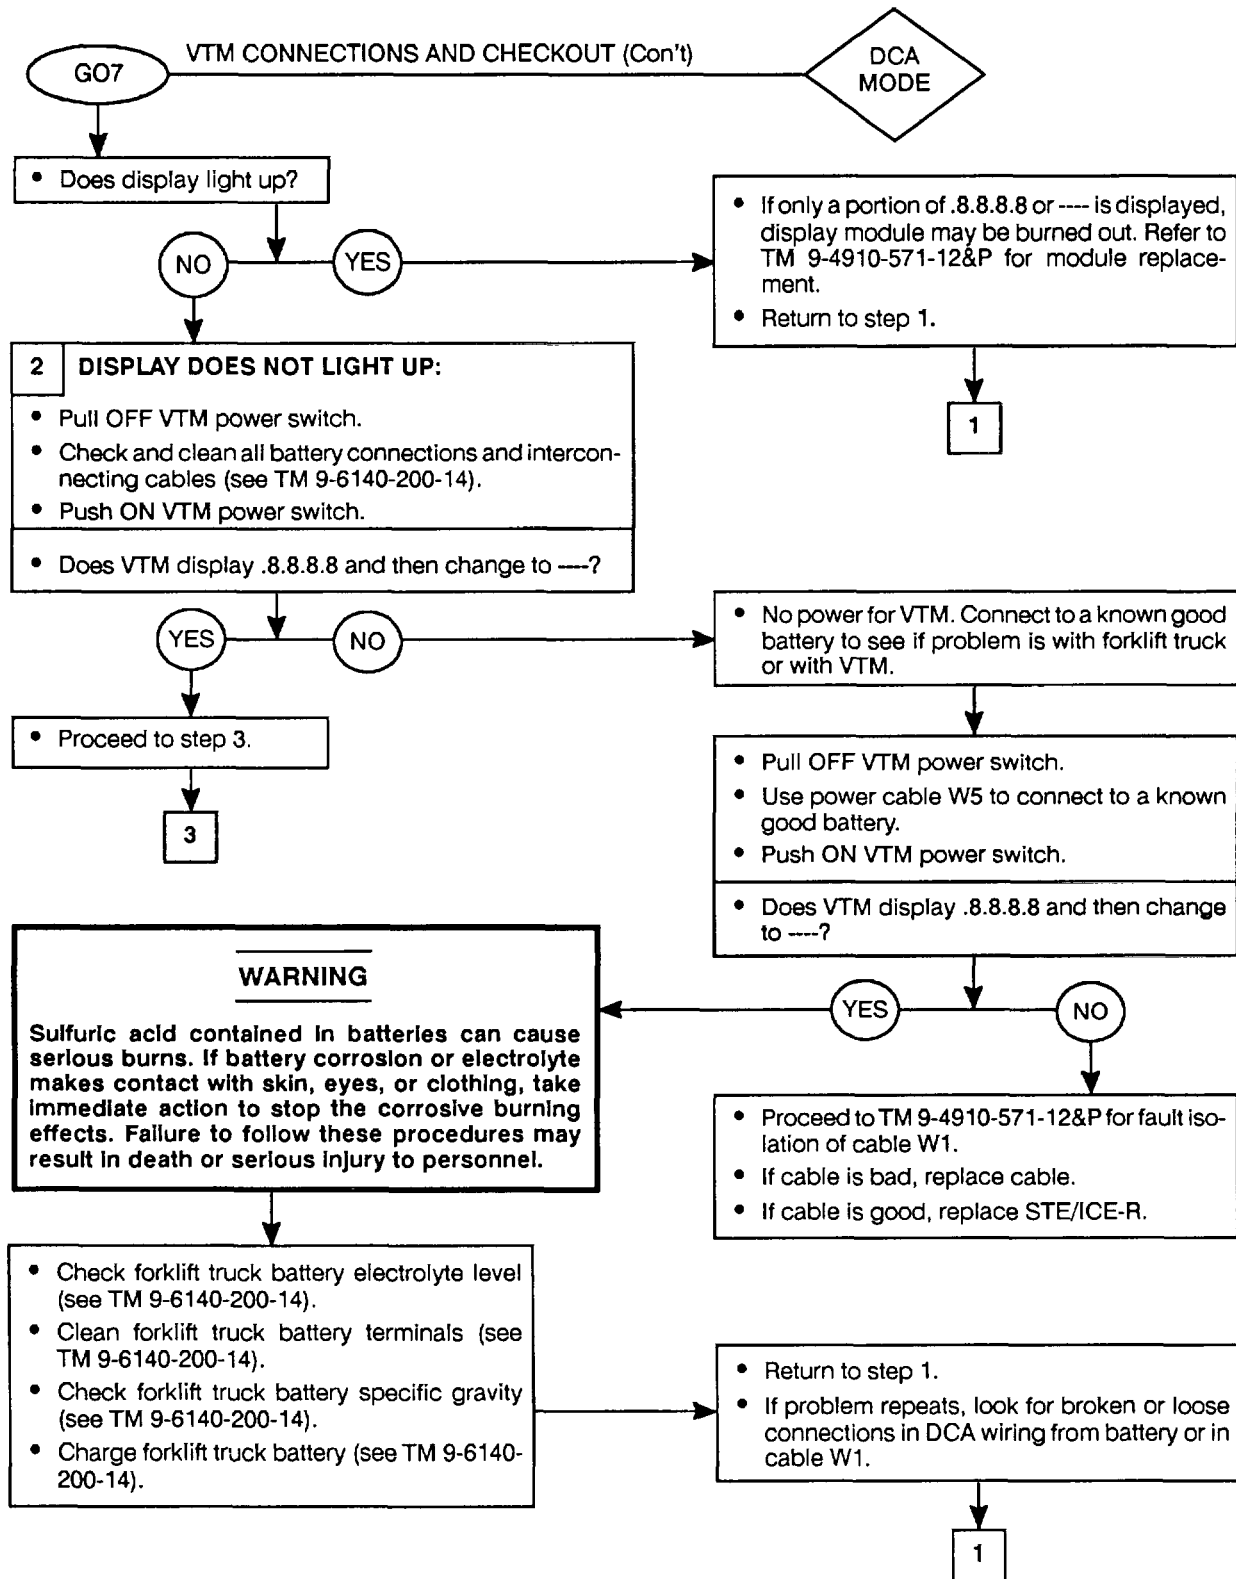 GO7
VTM CONNECTIONS AND CHECKOUT (Con't)
DCA
MODE
• Does display light up?
NO
YES
• If only a portion of .8.8.8.8 or ---- is displayed,
display module may be burned out. Refer to
TM 9-4910-571-12&P for module replace-
ment.
• Return to step 1.
1
2 DISPLAY DOES NOT LIGHT UP:
• Pull OFF VTM power switch.
• Check and clean all battery connections and intercon-
necting cables (see TM 9-6140-200-14).
• Push ON VTM power switch.
• Does VTM display .8.8.8.8 and then change to ----?
YES
NO
• Proceed to step 3.
3
• No power for VTM. Connect to a known good
battery to see if problem is with forklift truck
or with VTM.
• Pull OFF VTM power switch.
• Use power cable W5 to connect to a known
good battery.
• Push ON VTM power switch.
• Does VTM display .8.8.8.8 and then change
to ----?
YES
NO
WARNING
Sulfuric acid contained in batteries can cause
serious burns. If battery corrosion or electrolyte
makes contact with skin, eyes, or clothing, take
immediate action to stop the corrosive burning
effects. Failure to follow these procedures may
result in death or serious injury to personnel.
• Proceed to TM 9-4910-571-12&P for fault iso-
lation of cable W1.
• If cable is bad, replace cable.
• If cable is good, replace STE/ICE-R.
• Check forklift truck battery electrolyte level
(see TM 9-6140-200-14).
• Clean forklift truck battery terminals (see
TM 9-6140-200-14).
• Check forklift truck battery specific gravity
(see TM 9-6140-200-14).
• Charge forklift truck battery (see TM 9-6140-
200-14).
• Return to step 1.
• If problem repeats, look for broken or loose
connections in DCA wiring from battery or in
cable W1.
1